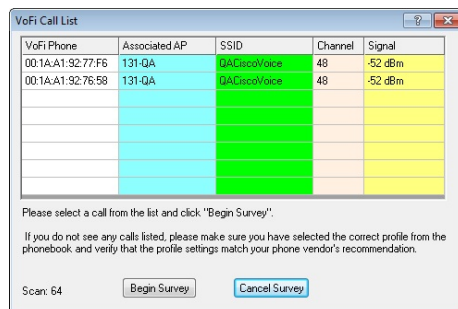 VoFi Call List
VoFi Phone Associated AP SSID Channel Signal
00:1A:A1:92:77:F6 131-QA QACiscoVoice 48 -52 dBm
00:1A:A1:92:76:58 131-QA QACiscoVoice 48 -52 dBm
Please select a call from the list and click "Begin Survey".
If you do not see any calls listed, please make sure you have selected the correct profile from the
phonebook and verify that the profile settings match your phone vendor's recommendation.
Scan: 64 Begin Survey Cancel Survey